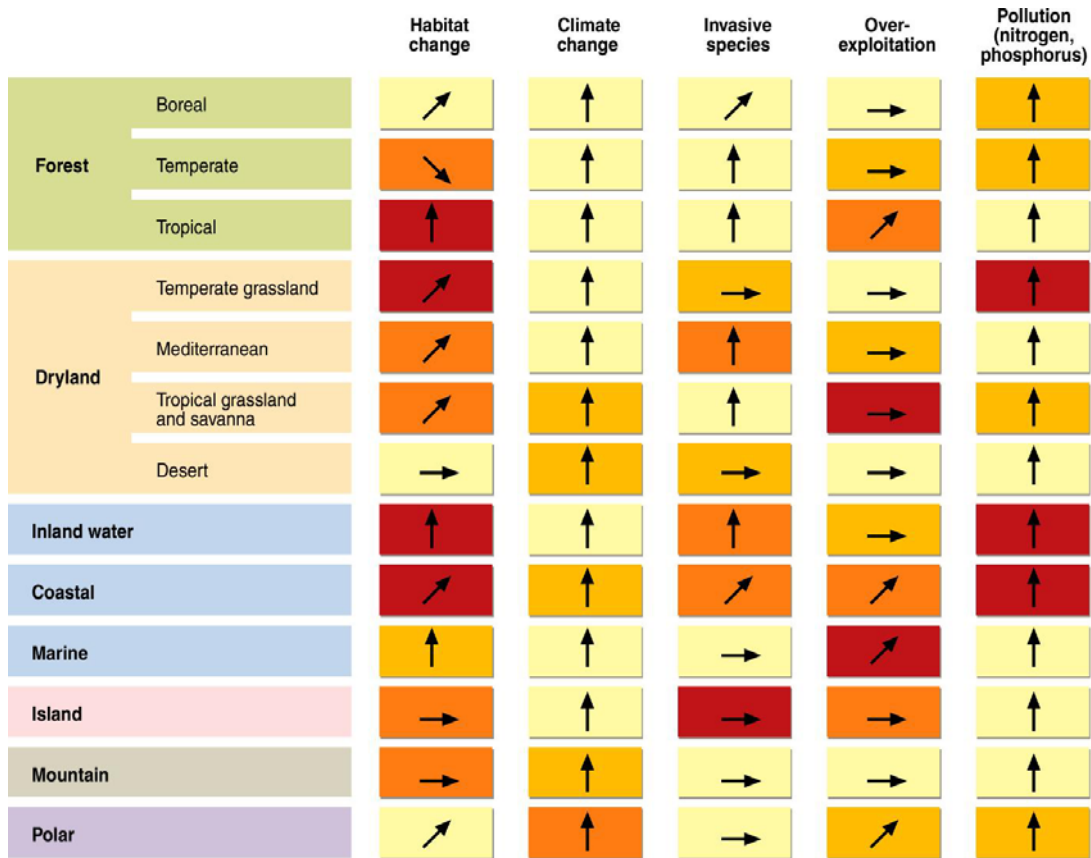 Habitat
change
Climate
change
Invasive
species
Over-
exploitation
Pollution
(nitrogen,
phosphorus)
Forest
Boreal
Temperate
Tropical
Dryland
Temperate grassland
Mediterranean
Tropical grassland
and savanna
Desert
Inland water
Coastal
Marine
Island
Mountain
Polar